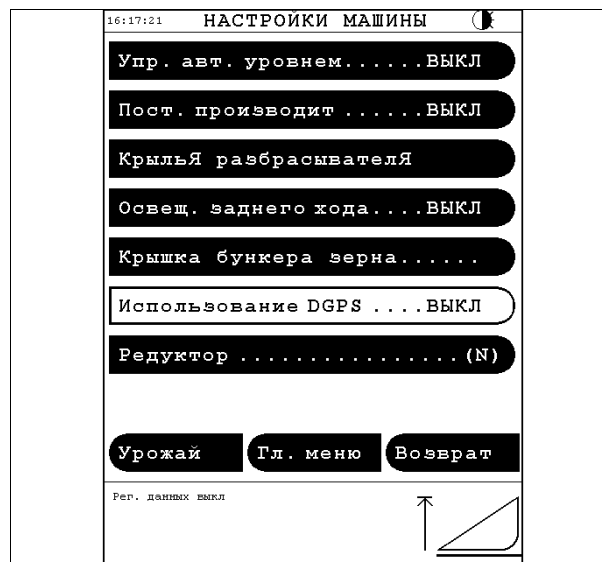 16:17:21 НАСТРОЙКИ МАШИНЫ
Упр. авт. уровнем......ВЫКЛ
Пост. производит ......ВЫКЛ
КрыльЯ разбрасывателЯ
Освещ. заднего хода....ВЫКЛ
Крышка бункера зерна......
Использование DGPS ....ВЫКЛ
Редуктор ................(N)
Урожай Гл. меню Возврат
Рег. данных выкл